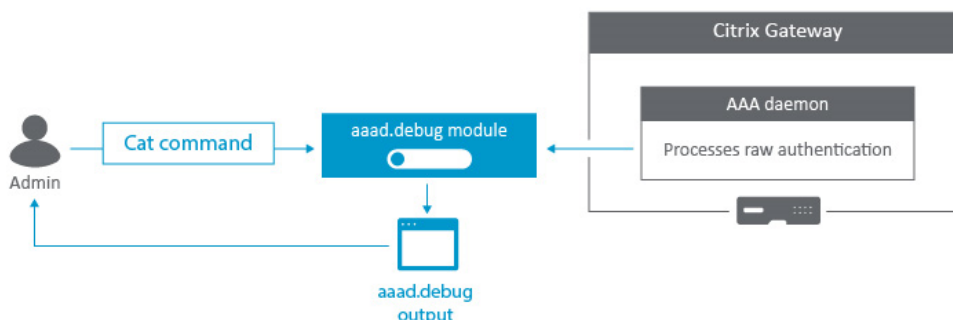 Citrix Gateway
AAA daemon
Processes raw authentication
Cat command
aaad.debug module
Admin
aaad.debug
output